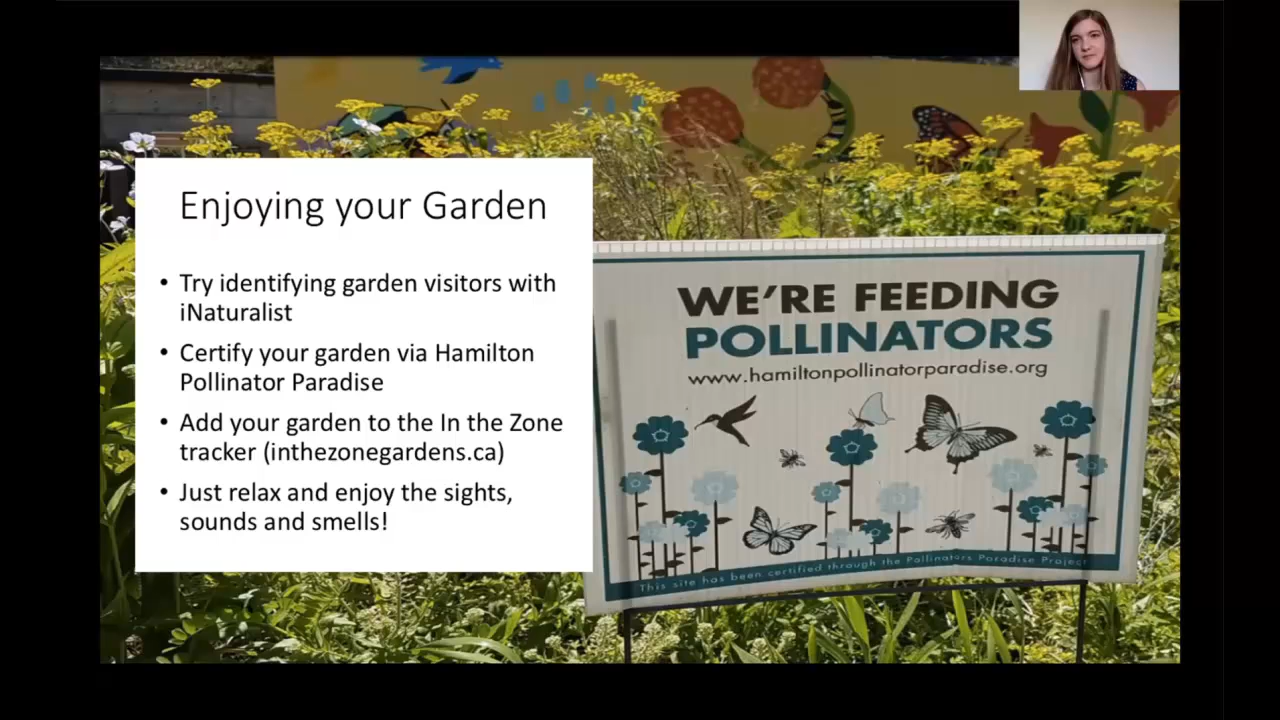 Enjoying your Garden
• Try identifying garden visitors with
iNaturalist
• Certify your garden via Hamilton
Pollinator Paradise
• Add your garden to the In the Zone
tracker (inthezonegardens.ca)
• Just relax and enjoy the sights,
sounds and smells!
WE'RE FEEDING
POLLINATORS
www.hamiltonpollinatorparadise.org
This site has been certified through the Pollinators Paradise Project